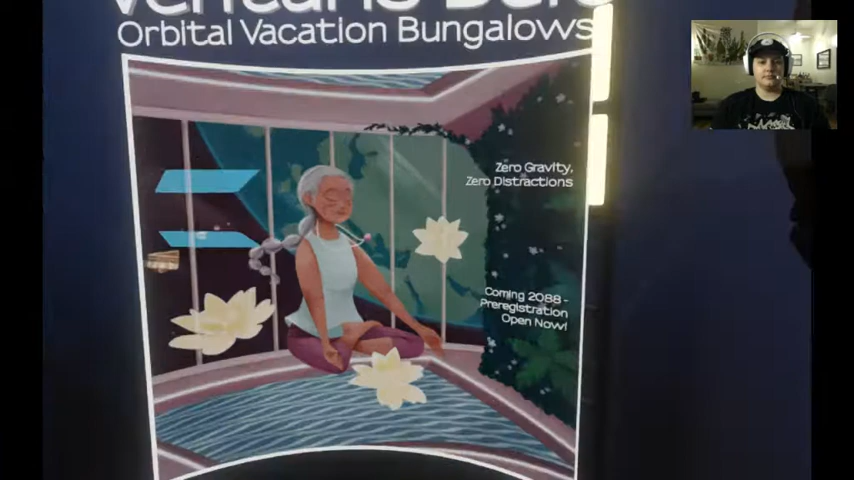 Orbital Vacation Bungalows
Zero Gravity,
Zero Distractions
Coming 2088 -
Preregistration
Open Now!